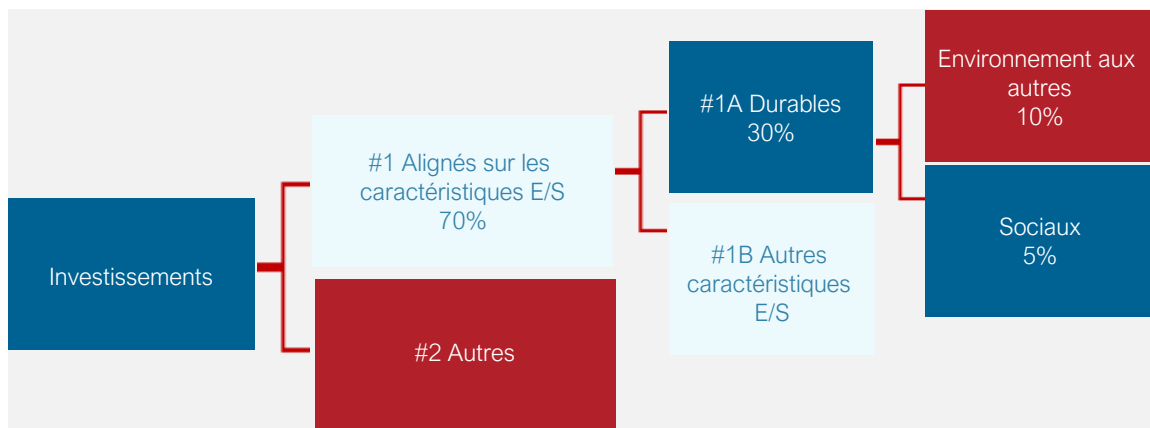 Investissements
#1 Alignés sur les
caractéristiques E/S
70%
#2 Autres
#1A Durables
30%
#1B Autres
caractéristiques
E/S
Environnement aux
autres
10%
Sociaux
5%